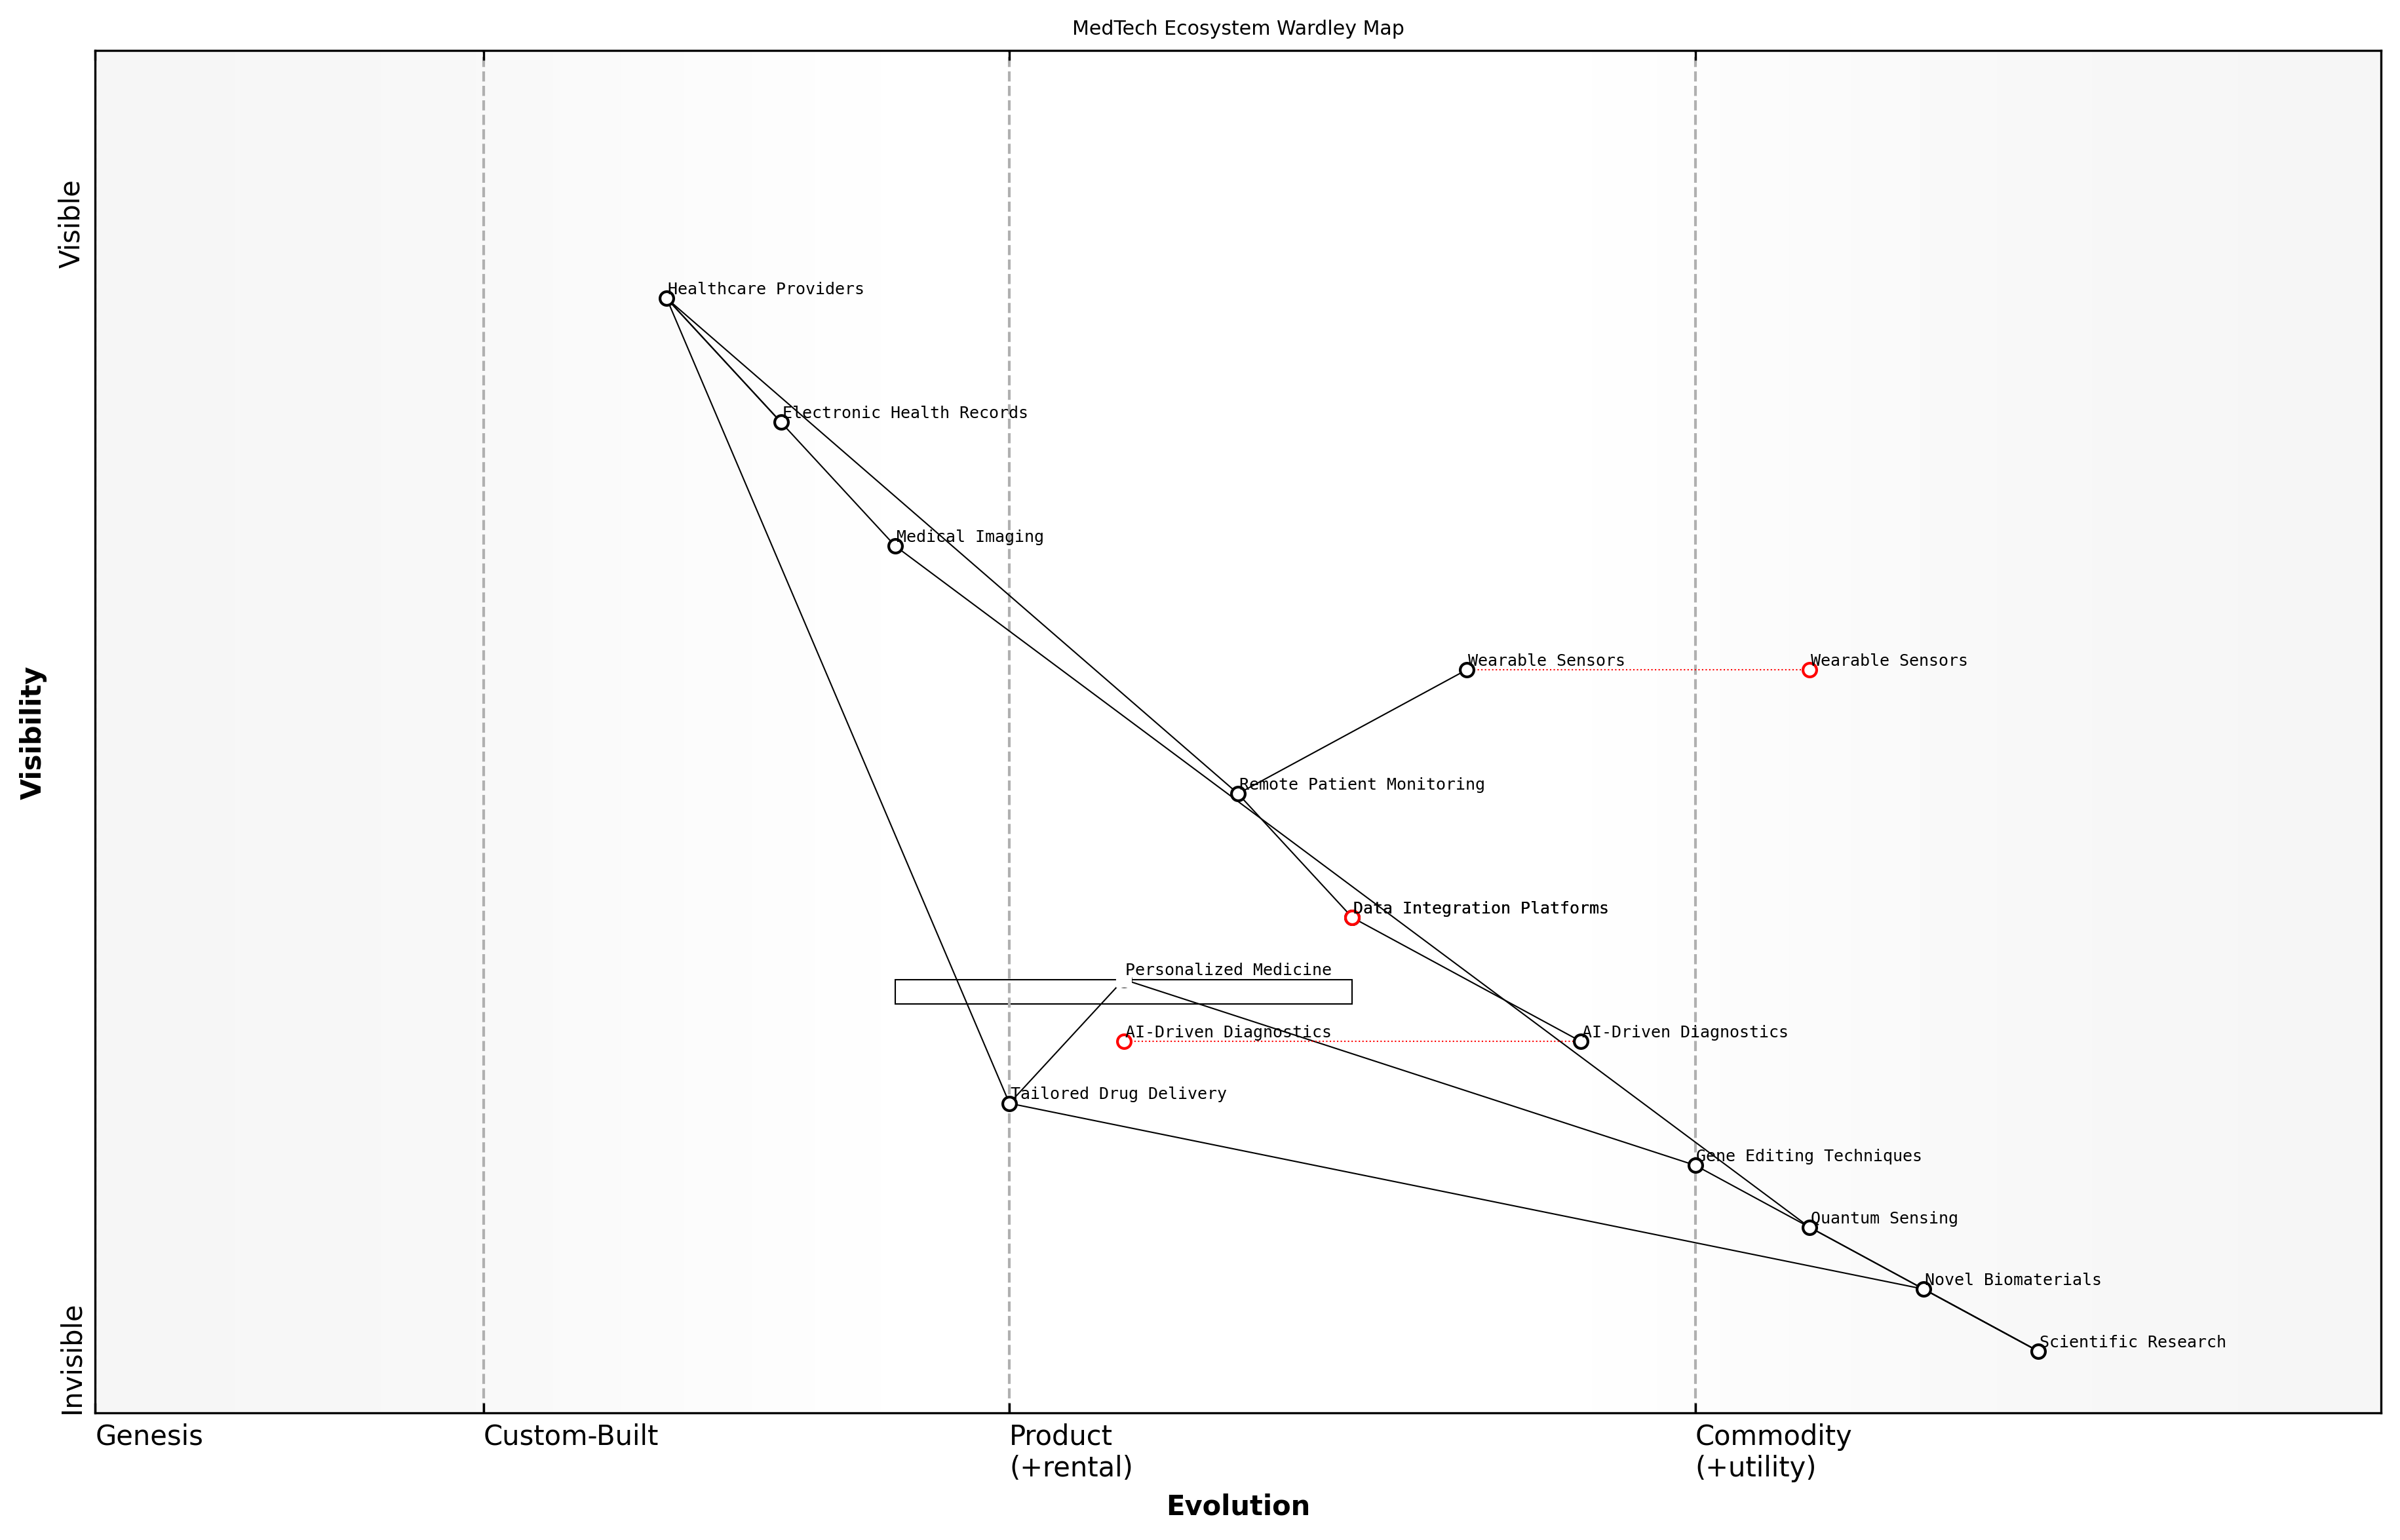 MedTech Ecosystem Wardley Map
Visible
Healthcare Providers
Electronic Health Records
Medical Imaging
Wearable Sensors
Wearable Sensors
Visibility
Remote Patient Monitoring
Data Integration Platforms
Personalized Medicine
AI-Driven Diagnostics
AI-Driven Diagnostics
Tailored Drug Delivery
Gene Editing Techniques
Quantum Sensing
Novel Biomaterials
Scientific Research
Invisible
Genesis
Custom-Built
Product
(+rental)
Commodity
(+utility)
Evolution